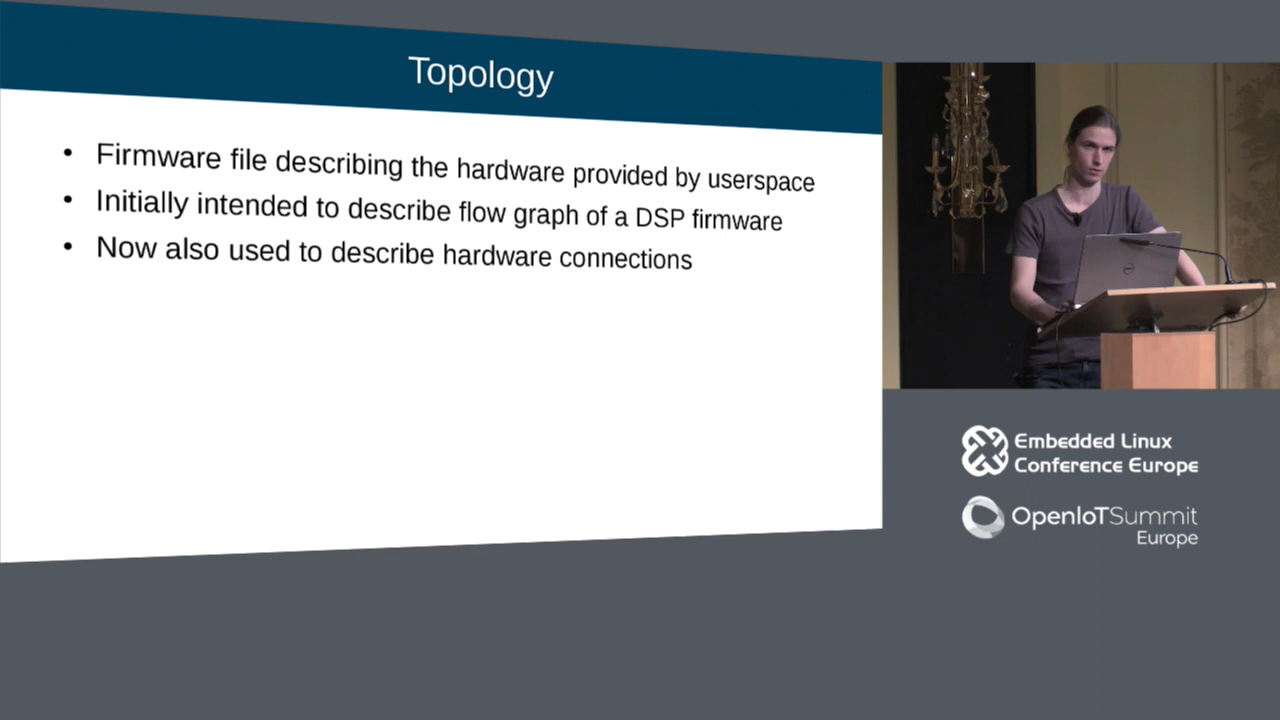 Topology
• Firmware file describing the hardware provided by userspace
• Initially intended to describe flow graph of a DSP firmware
• Now also used to describe hardware connections
Embedded Linux
Conference Europe
OpenIoTSummit
Europe